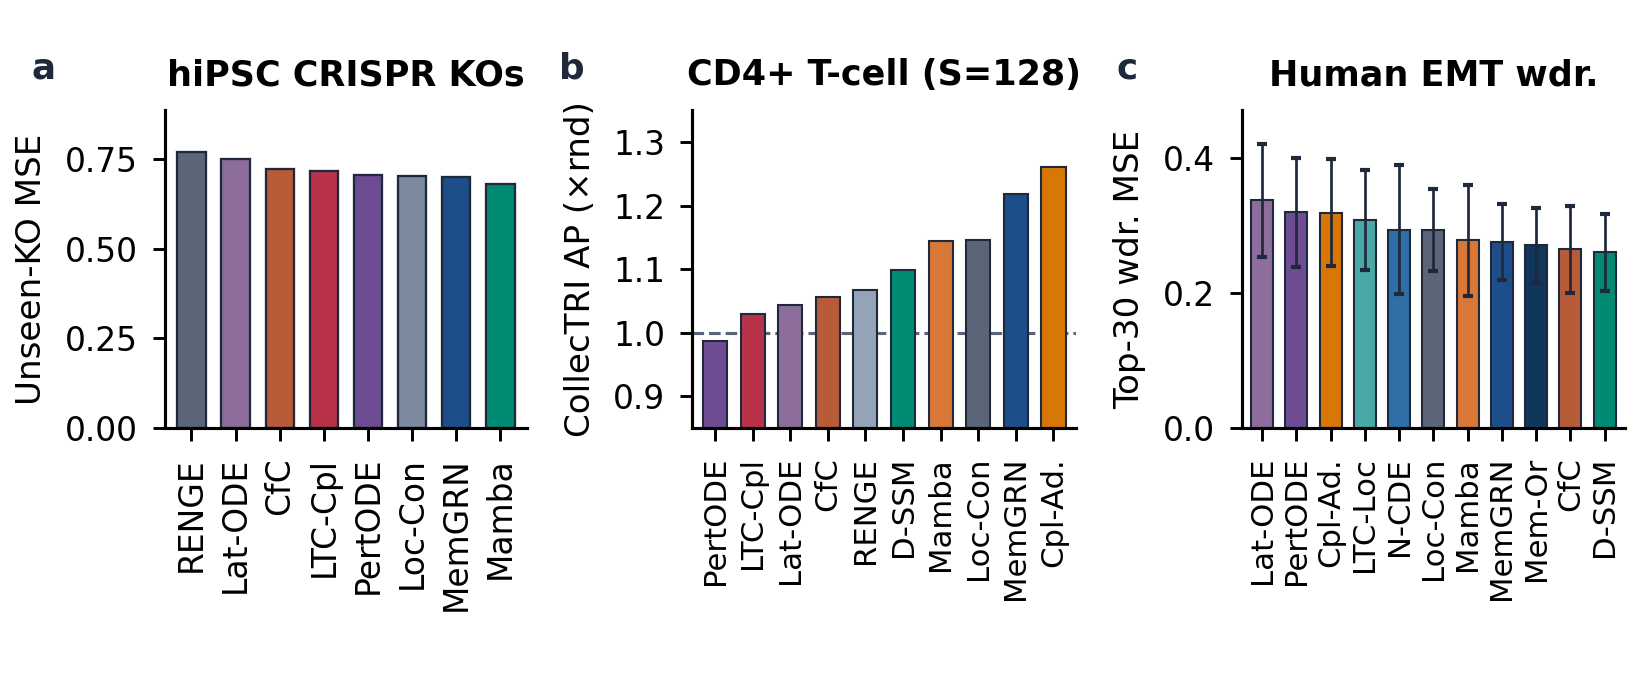 a
hiPSC CRISPR KOs
Unseen-KO MSE
0.75
0.50
0.25
0.00
RENGE
Lat-ODE
CfC
LTC-Cpl
PertODE
Loc-Con
MemGRN
Mamba
b
CD4+ T-cell (S=128)
CollecTRI AP (×rnd)
1.3
1.2
1.1
1.0
0.9
PertODE
LTC-Cpl
Lat-ODE
CfC
RENGE
D-SSM
Mamba
Loc-Con
MemGRN
Cpl-Ad.
c
Human EMT wdr.
Top-30 wdr. MSE
0.4
0.2
0.0
Lat-ODE
PertODE
Cpl-Ad.
LTC-Loc
N-CDE
Loc-Con
Mamba
MemGRN
Mem-Or
CfC
D-SSM